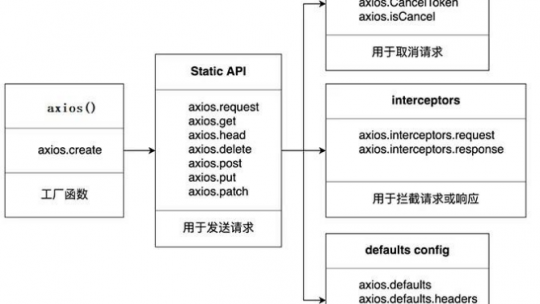 axios()
axios.create
工厂函数
Static API
axios.request
axios.get
axios.head
axios.delete
axios.post
axios.put
axios.patch
用于发送请求
axios.CancelToken
axios.isCancel
用于取消请求
interceptors
axios.interceptors.request
axios.interceptors.response
用于拦截请求或响应
defaults config
axios.defaults
axios.defaults.headers